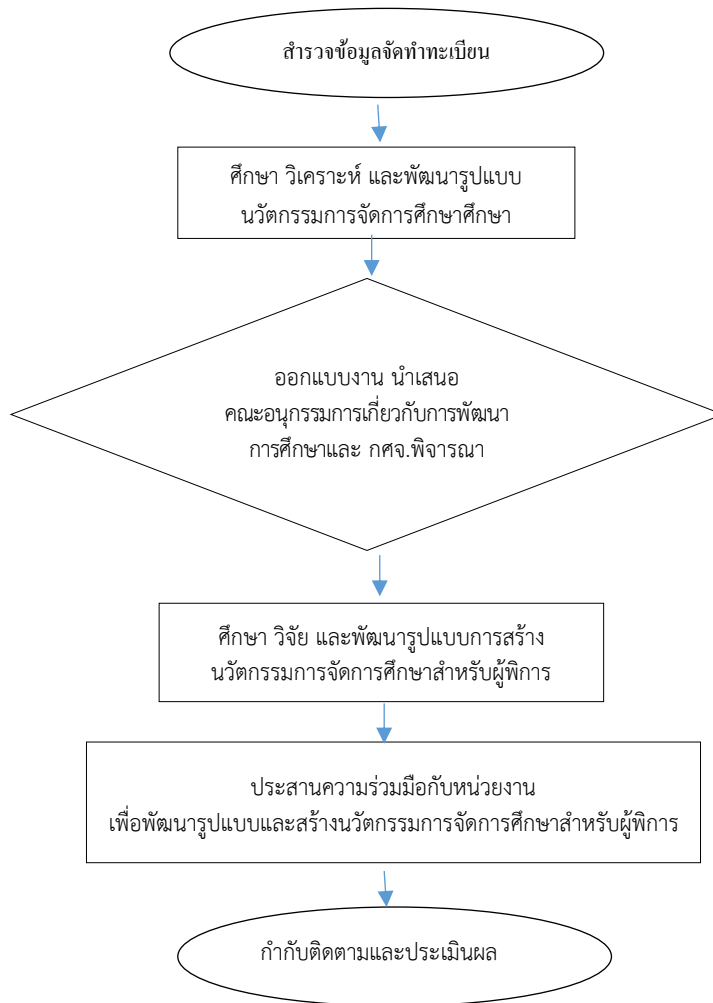 สำรวจข้อมูลจัดทำทะเบียน
ศึกษา วิเคราะห์ และพัฒนารูปแบบ
นวัตกรรมการจัดการศึกษาศึกษา
ออกแบบงาน นำเสนอ
คณะอนุกรรมการเกี่ยวกับการพัฒนา
การศึกษาและ กศจ.พิจารณา
ศึกษา วิจัย และพัฒนารูปแบบการสร้าง
นวัตกรรมการจัดการศึกษาสำหรับผู้พิการ
ประสานความร่วมมือกับหน่วยงาน
เพื่อพัฒนารูปแบบและสร้างนวัตกรรมการจัดการศึกษาสำหรับผู้พิการ
กำกับติดตามและประเมินผล